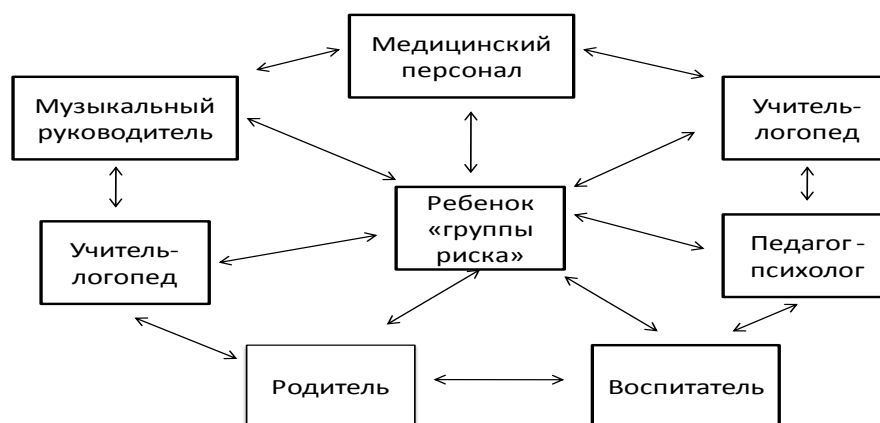 Медицинский
персонал
Музыкальный
руководитель
Учитель-
логопед
Ребенок
«группы
риска»
Учитель-
логопед
Педагог -
психолог
Родитель
Воспитатель